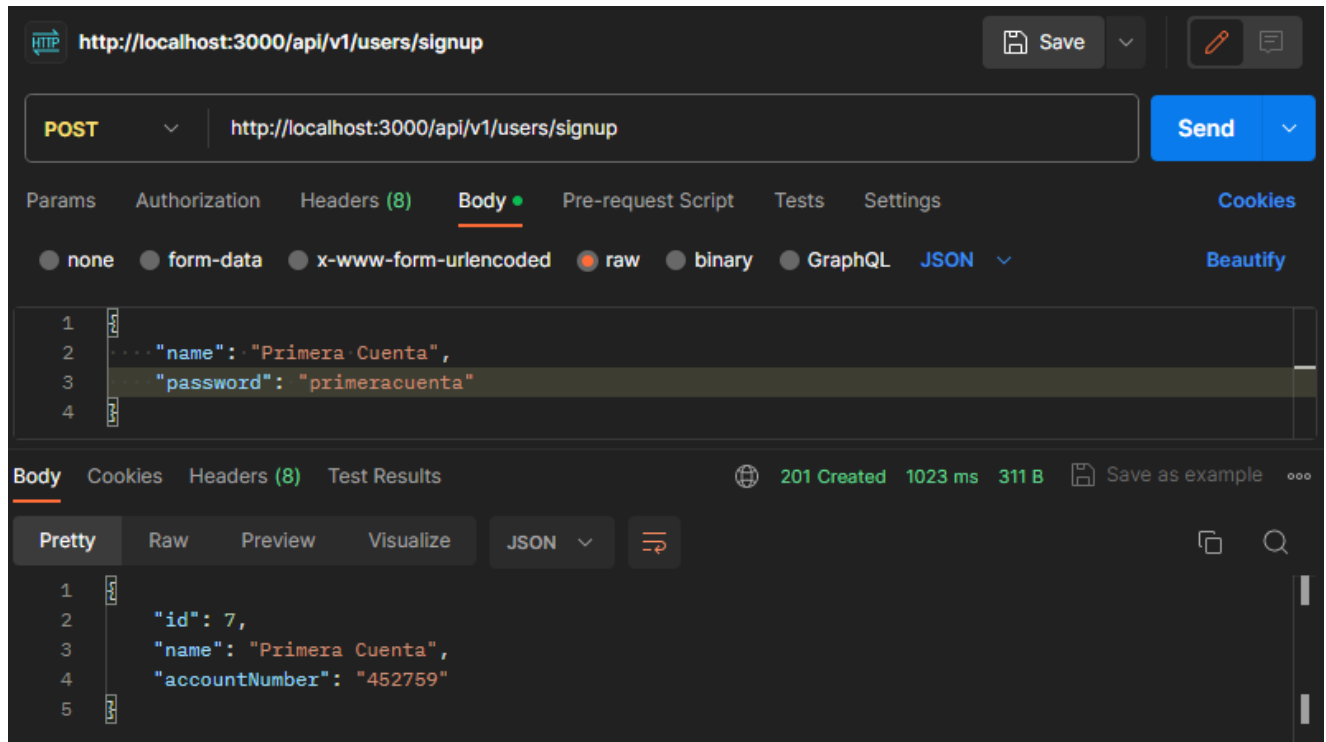 HTTP http://localhost:3000/api/v1/users/signup Save
POST http://localhost:3000/api/v1/users/signup Send
Params Authorization Headers (8) Body Pre-request Script Tests Settings Cookies
none form-data x-www-form-urlencoded raw binary GraphQL JSON Beautify
1 {
2 "name": "Primera Cuenta",
3 "password": "primeracuenta"
4 }
Body Cookies Headers (8) Test Results 201 Created 1023 ms 311 B Save as example
Pretty Raw Preview Visualize JSON
1 {
2 "id": 7,
3 "name": "Primera Cuenta",
4 "accountNumber": "452759"
5 }